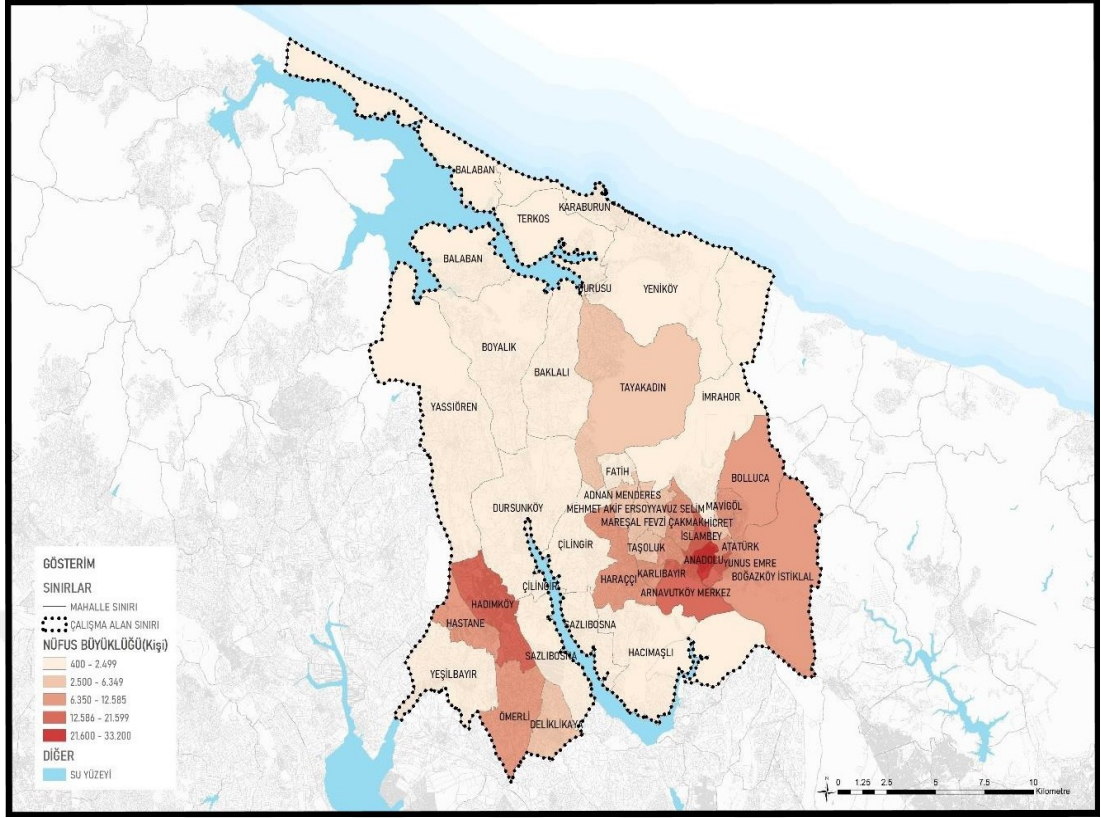 BALABAN
KARABURUN
TERKOS
BALABAN
DURUSU
YENİKÖY
BOYALIK
BAKLALI
TAYAKADIN
İMRAHOR
YASSIÖREN
FATİH
BOLLUCA
ADNAN MENDERES
DURSUNKÖY
MEHMET AKİF ERSOY
YAVUZ SELİM
MAVİGÖL
MAREŞAL FEVZİ ÇAKMAK
HİCRET
İSLAMBEY
ÇİLİNGİR
TAŞOLUK
ATATÜRK
ANADOLU
YUNUS EMRE
HARAÇÇI
KARLIBAYIR
BOĞAZKÖY İSTİKLAL
ÇİLİNGİR
ARNAVUTKÖY MERKEZ
HADIMKÖY
HASTANE
SAZLIBOSNA
SAZLIBOSNA
HACIMAŞLI
YEŞİLBAYIR
ÖMERLİ
DELİKLİKAYA
GÖSTERİM
SINIRLAR
MAHALLE SINIRI
ÇALIŞMA ALAN SINIRI
NÜFUS BÜYÜKLÜĞÜ(Kişi)
400 - 2.499
2.500 - 6.349
6.350 - 12.585
12.586 - 21.599
21.600 - 33.200
DİĞER
SU YÜZEYİ
N
0 1.25 2.5 5 7.5 10
Kilometre